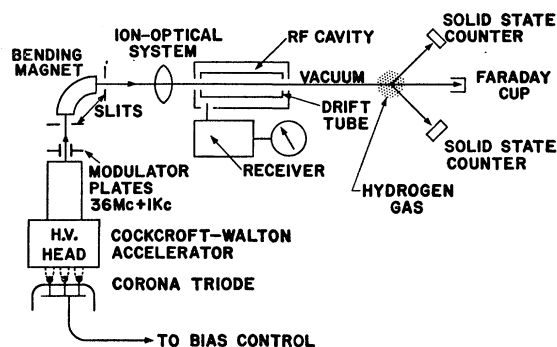 ION-OPTICAL
SYSTEM
RF CAVITY
SOLID STATE
COUNTER
BENDING
MAGNET
VACUUM
FARADAY
CUP
SLITS
DRIFT
TUBE
MODULATOR
PLATES
36Mc+1Kc
RECEIVER
SOLID STATE
COUNTER
HYDROGEN
GAS
H.V.
HEAD
COCKCROFT-WALTON
ACCELERATOR
CORONA TRIODE
TO BIAS CONTROL